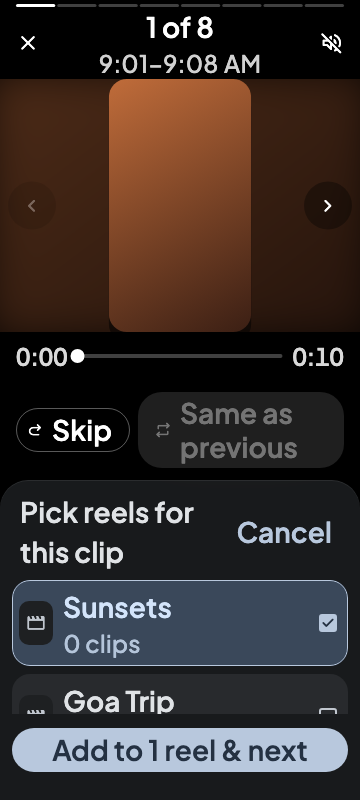 1 of 8
9:01–9:08 AM
0:00
0:10
Skip
Same as
previous
Pick reels for
this clip
Cancel
Sunsets
0 clips
Goa Trip
Add to 1 reel & next